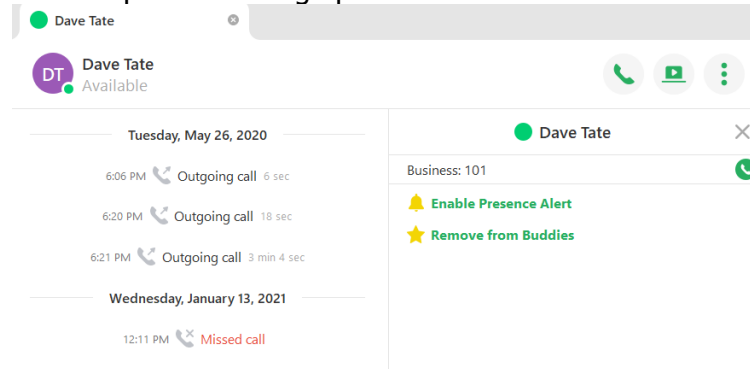 Dave Tate
DT
Dave Tate
Available
Tuesday, May 26, 2020
6:06 PM Outgoing call 6 sec
6:20 PM Outgoing call 18 sec
6:21 PM Outgoing call 3 min 4 sec
Wednesday, January 13, 2021
12:11 PM Missed call
Dave Tate
Business: 101
Enable Presence Alert
Remove from Buddies